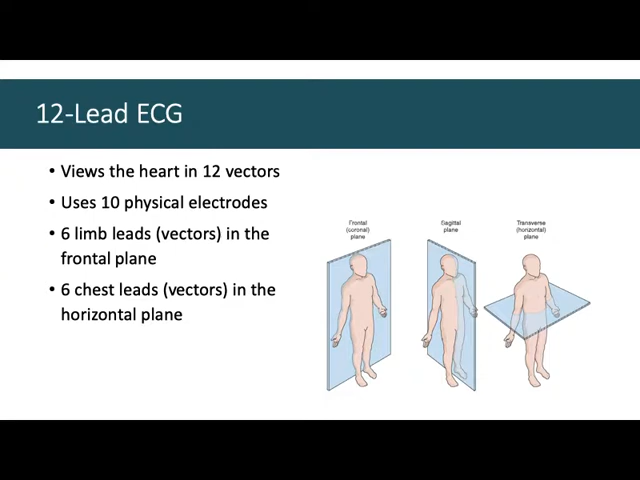 12-Lead ECG
• Views the heart in 12 vectors
• Uses 10 physical electrodes
• 6 limb leads (vectors) in the
frontal plane
• 6 chest leads (vectors) in the
horizontal plane
Frontal
(coronal)
plane
Sagittal
plane
Transverse
(horizontal)
plane